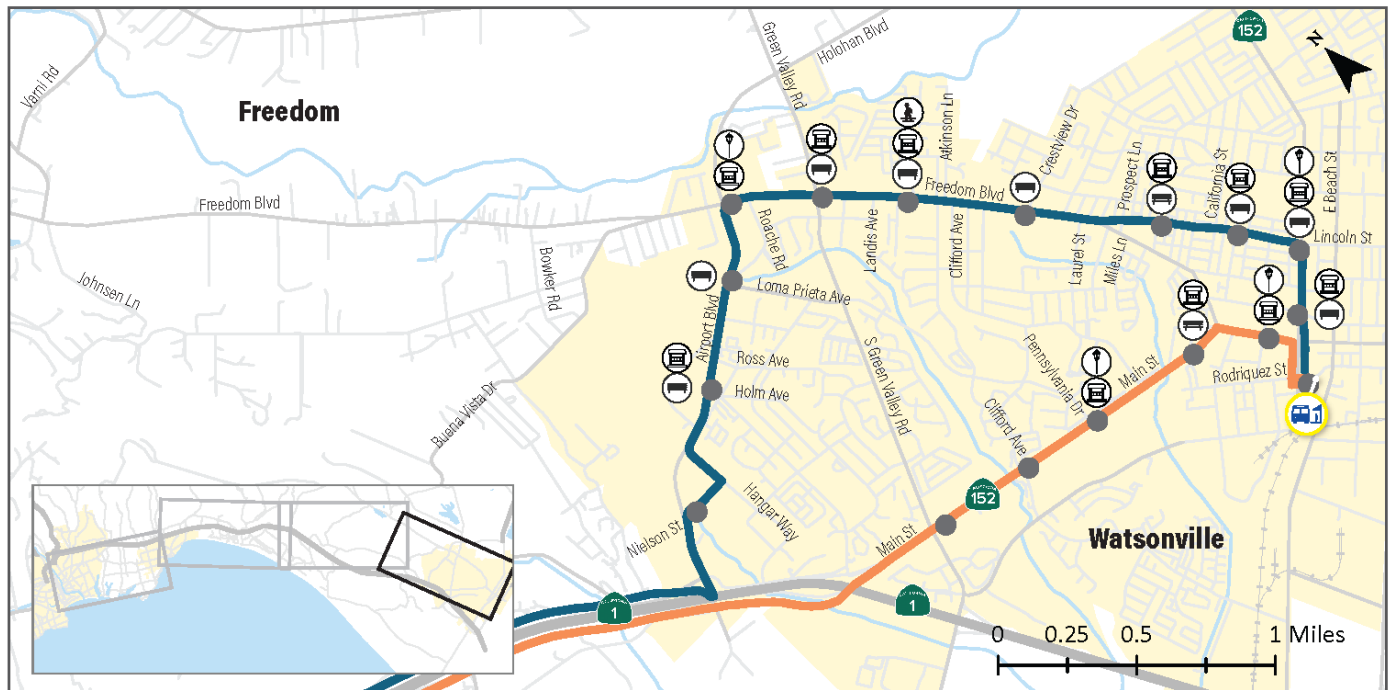 152
N
Green Valley Rd
Holohan Blvd
Varni Rd
Freedom
Atkinson Ln
Crestview Dr
Prospect Ln
California St
E Beach St
Freedom Blvd
Freedom Blvd
Roache Rd
Landis Ave
Clifford Ave
Laurel St
Miles Ln
Lincoln St
Bowker Rd
Johnsen Ln
Loma Prieta Ave
Airport Blvd
Ross Ave
Holm Ave
S Green Valley Rd
Pennsylvania Dr
Main St
Rodriquez St
Buena Vista Dr
Clifford Ave
152
Hangar Way
Nielson St
Main St
Watsonville
CALIFORNIA
1
CALIFORNIA
1
0 0.25 0.5 1 Miles